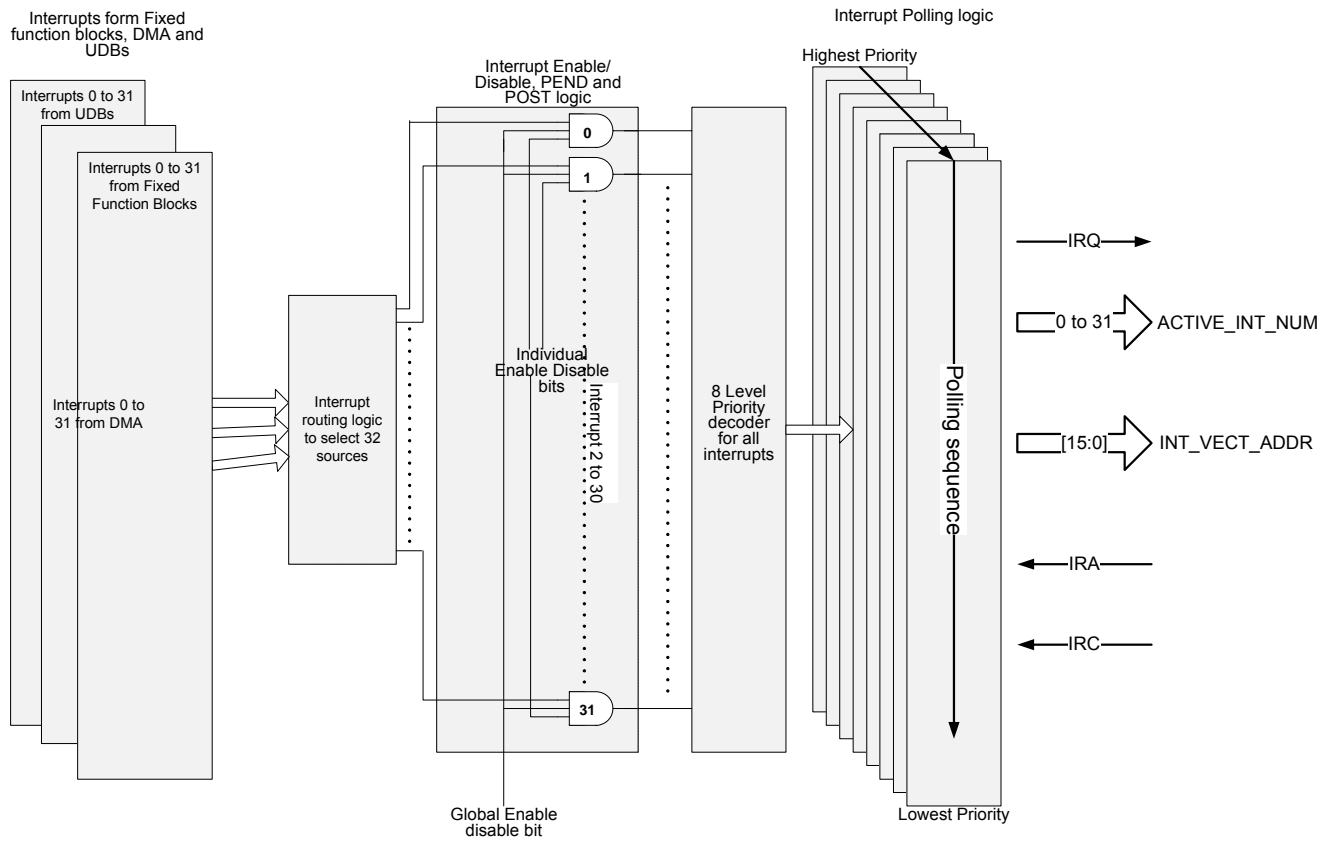 Interrupts form Fixed
function blocks, DMA and
UDBs
Interrupts 0 to 31
from UDBs
Interrupts 0 to 31
from Fixed
Function Blocks
Interrupts 0 to
31 from DMA
Interrupt
routing logic
to select 32
sources
Interrupt Enable/
Disable, PEND and
POST logic
0
1
Individual
Enable Disable
bits
Interrupt 2 to 30
31
Global Enable
disable bit
8 Level
Priority
decoder
for all
interrupts
Interrupt Polling logic
Highest Priority
Polling sequence
Lowest Priority
IRQ
0 to 31
ACTIVE_INT_NUM
[15:0]
INT_VECT_ADDR
IRA
IRC